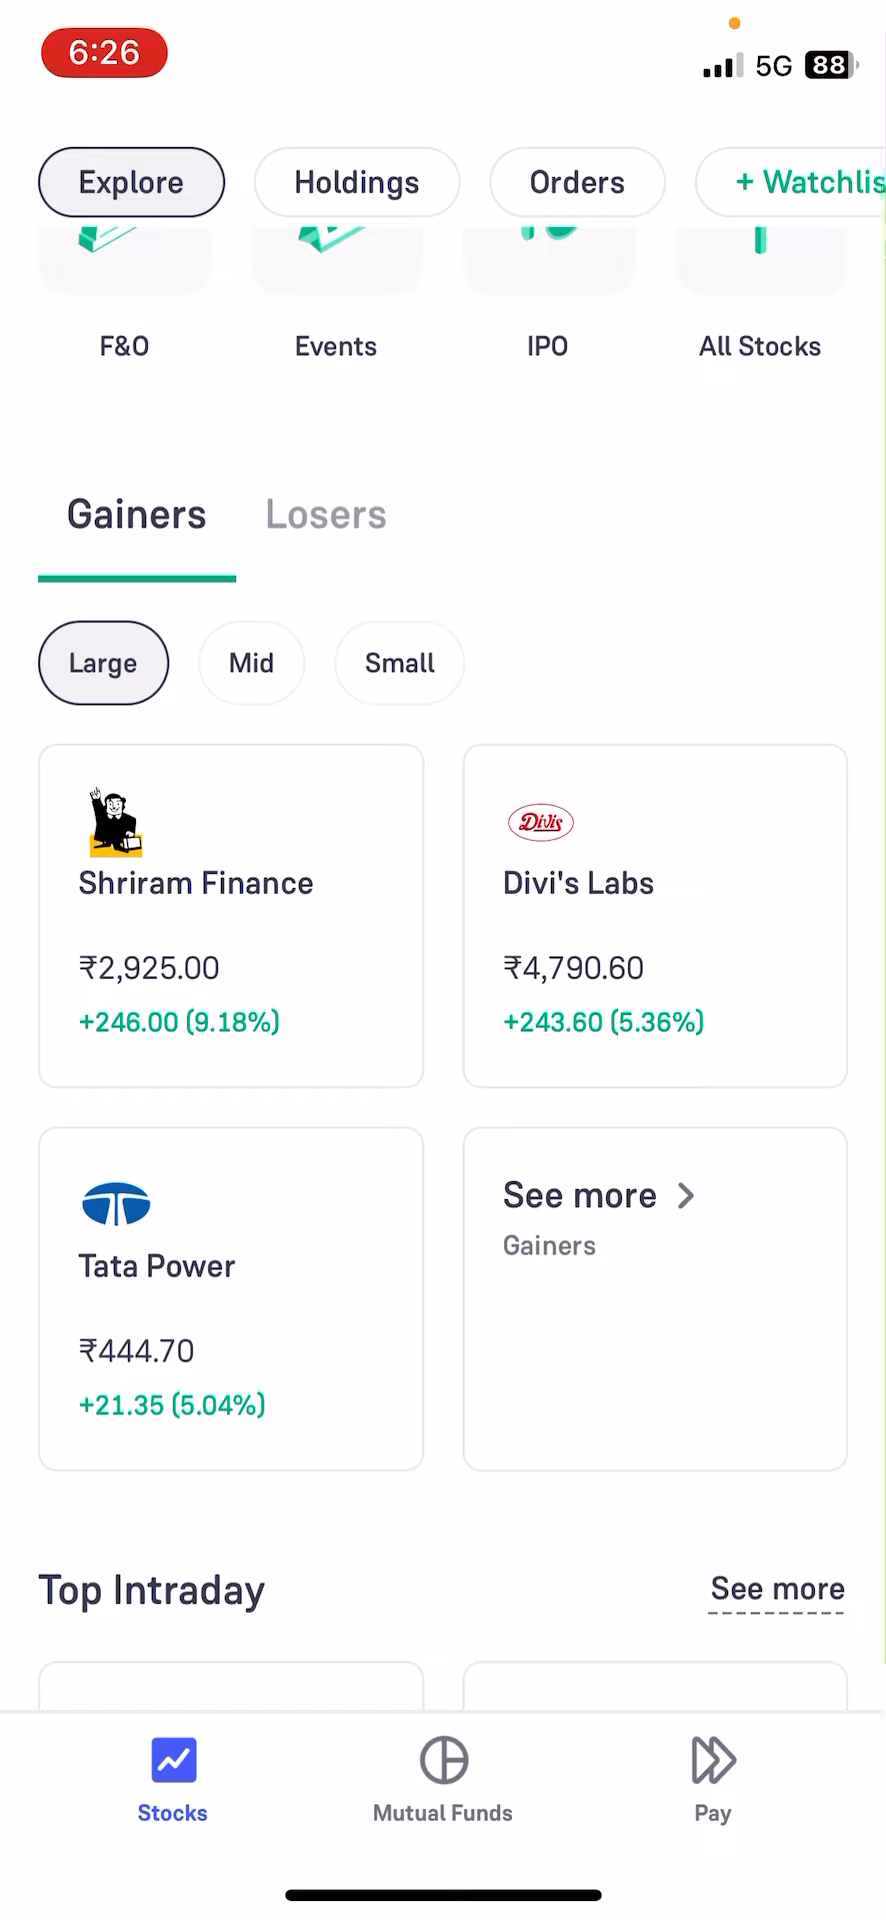 6:26
5G 88
Explore Holdings Orders + Watchlis
F&O Events IPO All Stocks
Gainers Losers
Large Mid Small
Divis
Shriram Finance Divi's Labs
₹2,925.00 ₹4,790.60
+246.00 (9.18%) +243.60 (5.36%)
See more
Gainers
Tata Power
₹444.70
+21.35 (5.04%)
Top Intraday See more
Stocks Mutual Funds Pay